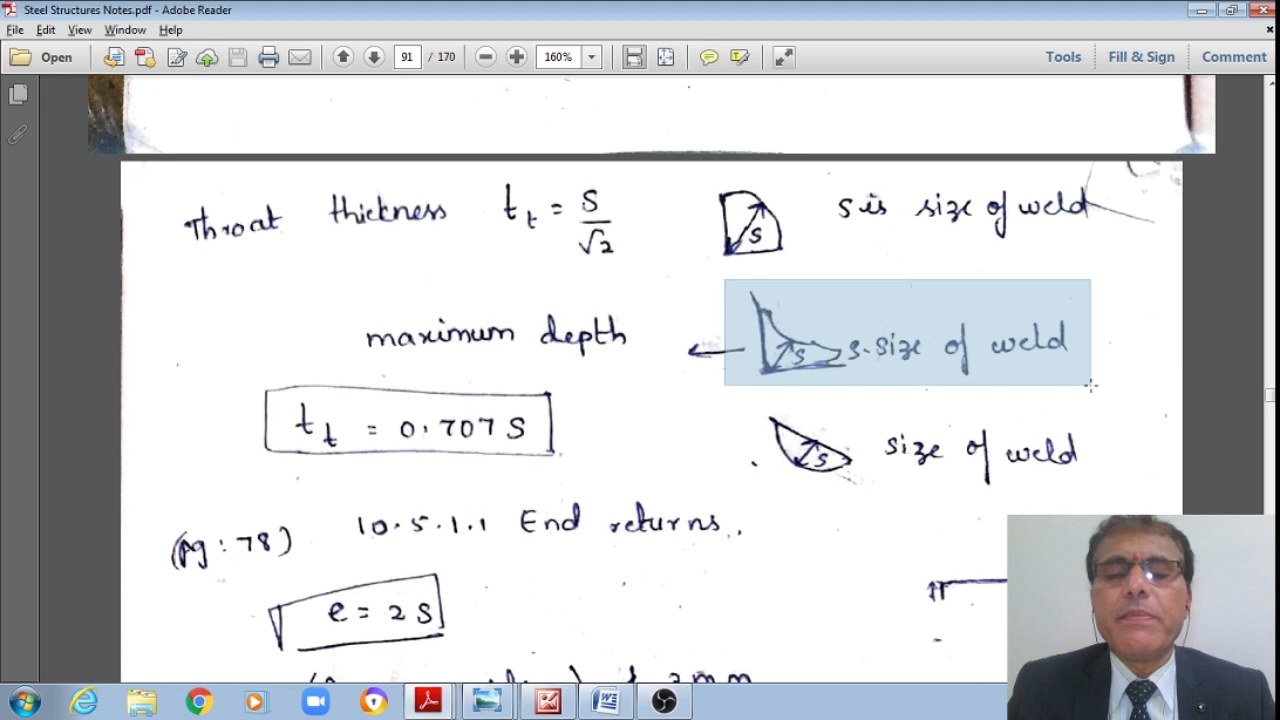 Steel Structures Notes.pdf - Adobe Reader
File Edit View Window Help
Open 91 / 170 160% Tools Fill & Sign Comment
Throat thickness t_t = S/√2 S S is size of weld
maximum depth ← S S-size of weld
t_t = 0.707 S
S size of weld
(pg: 78) 10.5.1.1 End returns.
e = 2 S